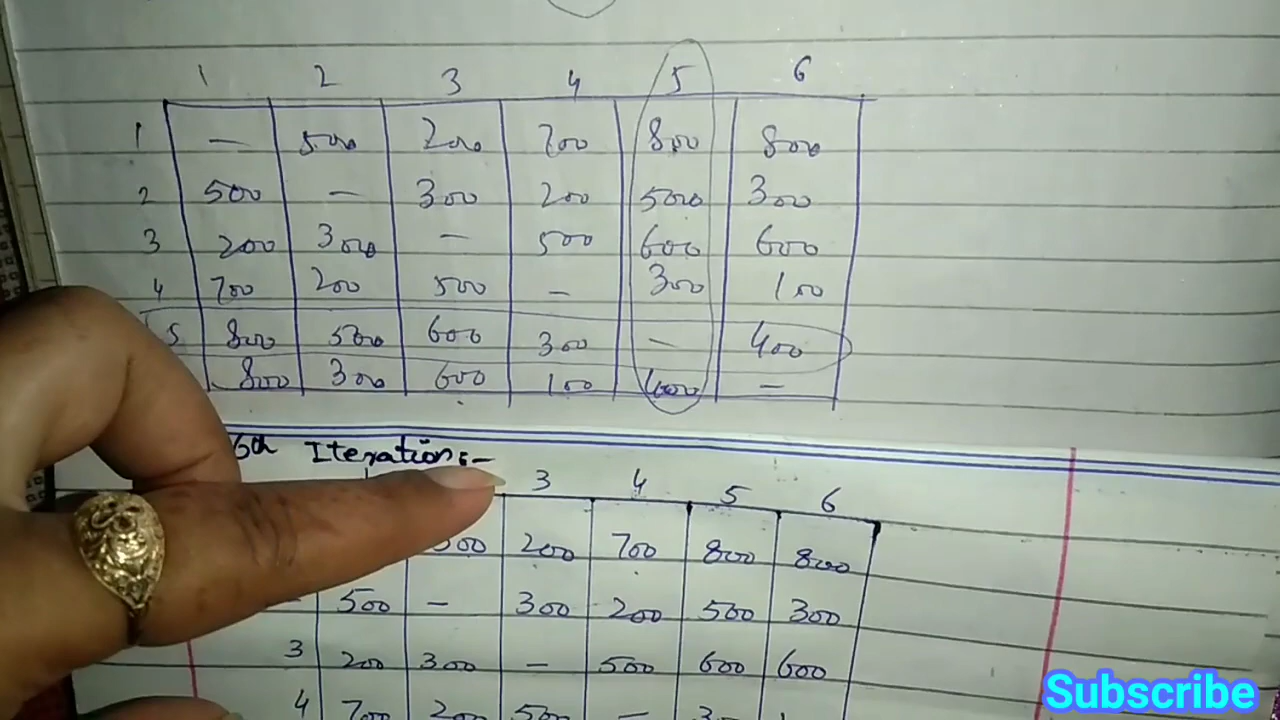 1 2 3 4 5 6
1 — 500 200 700 800 800
2 500 — 300 200 500 300
3 200 300 — 500 600 600
4 700 200 500 — 300 100
5 800 500 600 300 — 400
800 300 600 100 400 —
6th Iteration:-
3 4 5 6
500 200 700 800 800
500 — 300 200 500 300
3 200 300 — 500 600 600
4 700 200 500 —
Subscribe